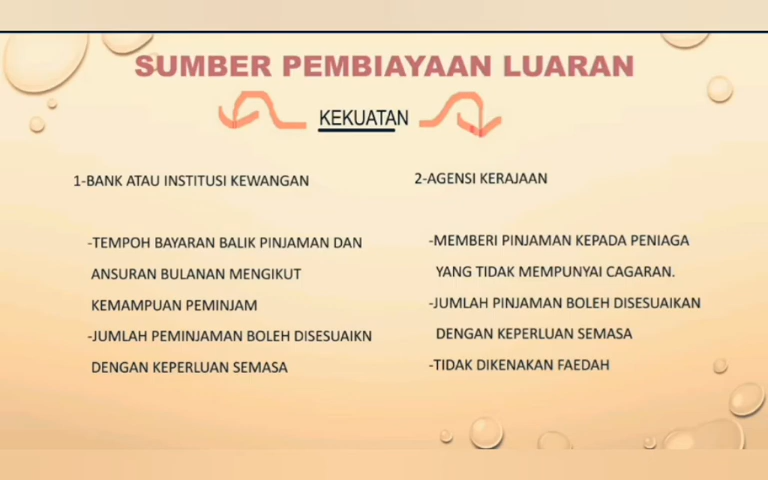 SUMBER PEMBIAYAAN LUARAN
KEKUATAN
1-BANK ATAU INSTITUSI KEWANGAN
-TEMPOH BAYARAN BALIK PINJAMAN DAN
ANSURAN BULANAN MENGIKUT
KEMAMPUAN PEMINJAM
-JUMLAH PEMINJAMAN BOLEH DISESUAIKN
DENGAN KEPERLUAN SEMASA
2-AGENSI KERAJAAN
-MEMBERI PINJAMAN KEPADA PENIAGA
YANG TIDAK MEMPUNYAI CAGARAN.
-JUMLAH PINJAMAN BOLEH DISESUAIKAN
DENGAN KEPERLUAN SEMASA
-TIDAK DIKENAKAN FAEDAH